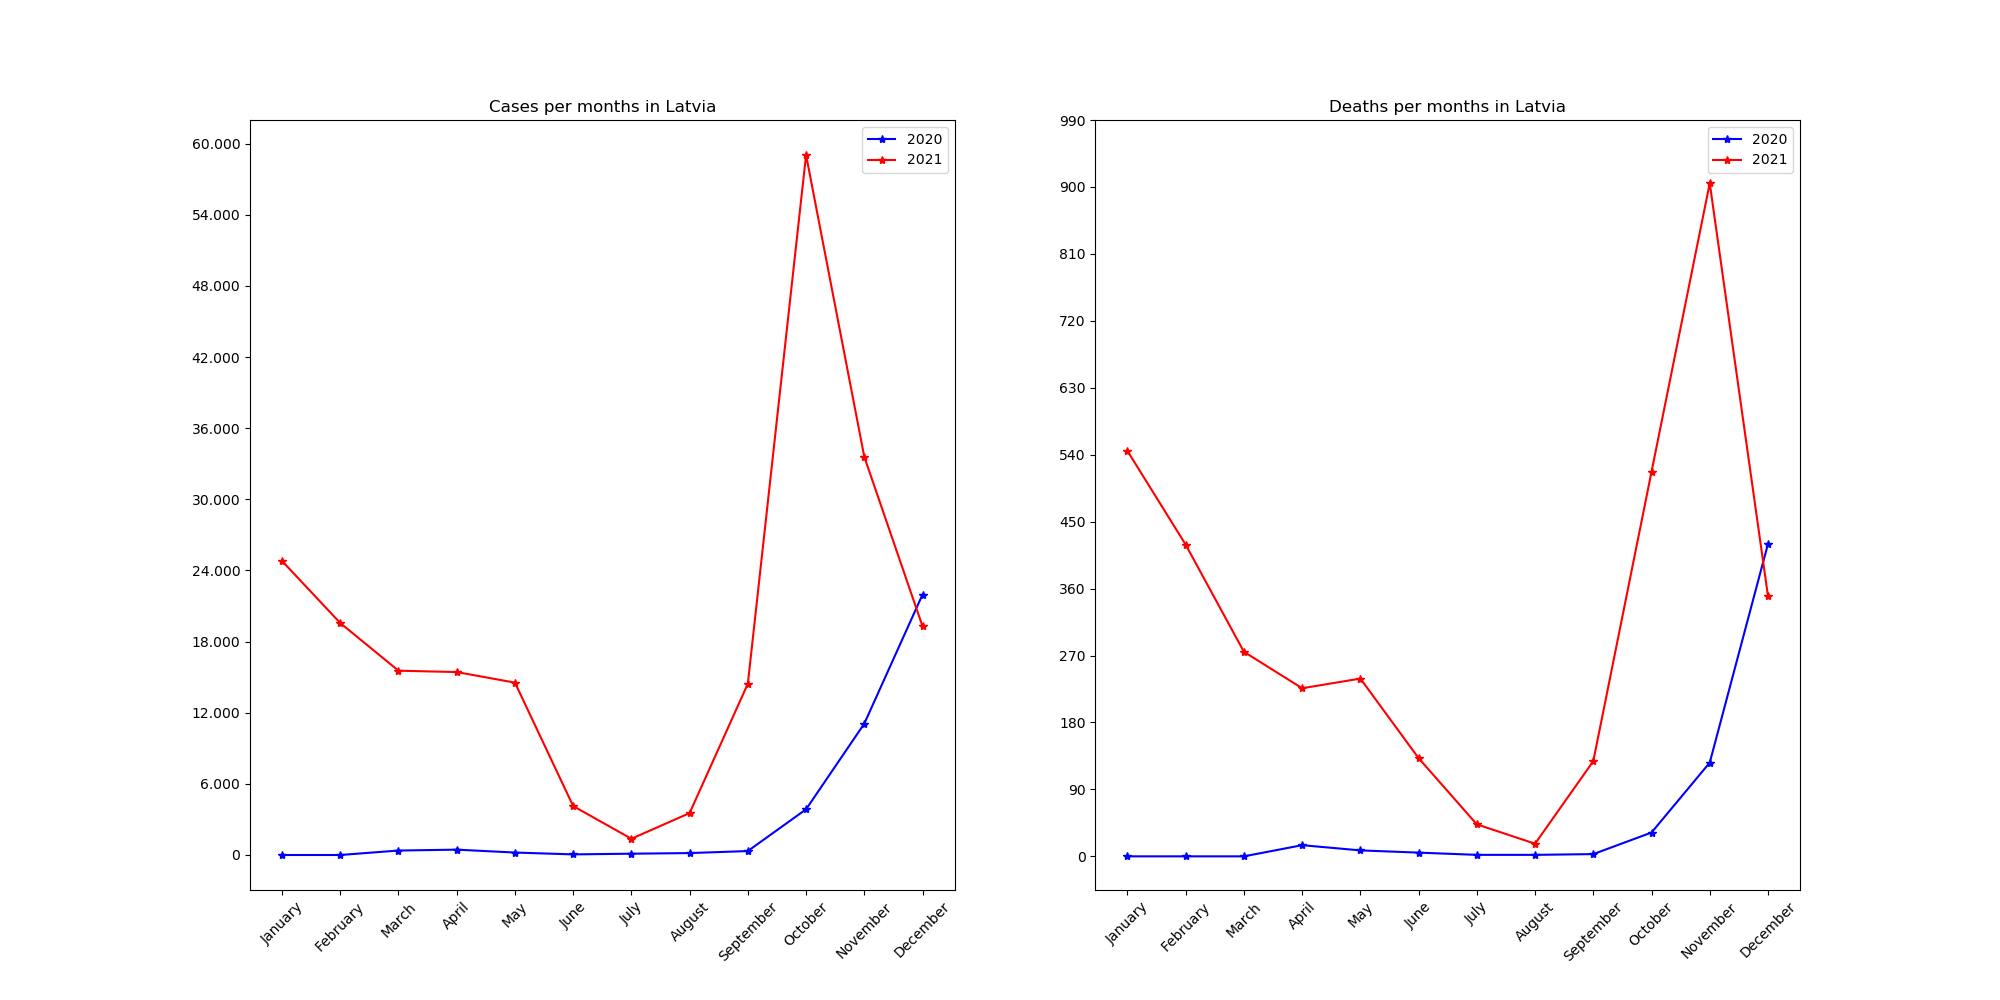 Cases per months in Latvia
2020
2021
60.000
54.000
48.000
42.000
36.000
30.000
24.000
18.000
12.000
6.000
0
January
February
March
April
May
June
July
August
September
October
November
December
Deaths per months in Latvia
2020
2021
990
900
810
720
630
540
450
360
270
180
90
0
January
February
March
April
May
June
July
August
September
October
November
December